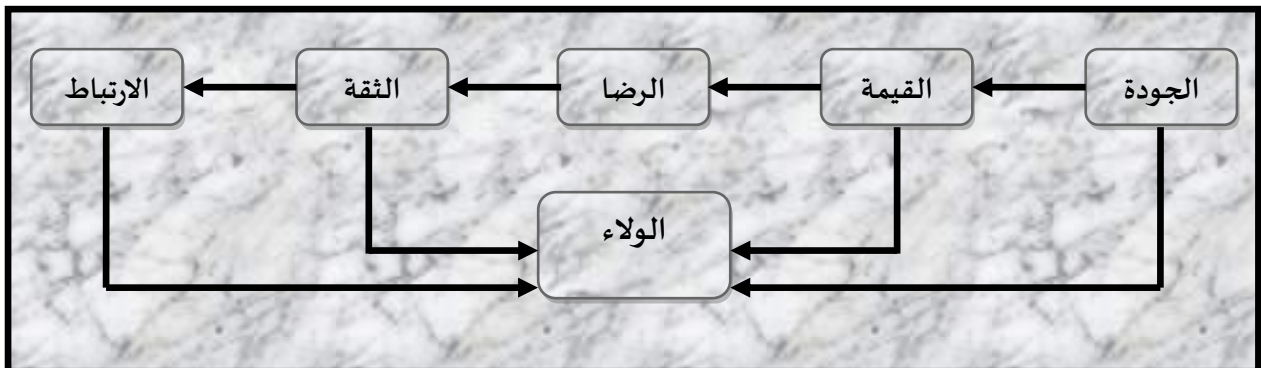 الجودة
القيمة
الرضا
الثقة
الارتباط
الولاء